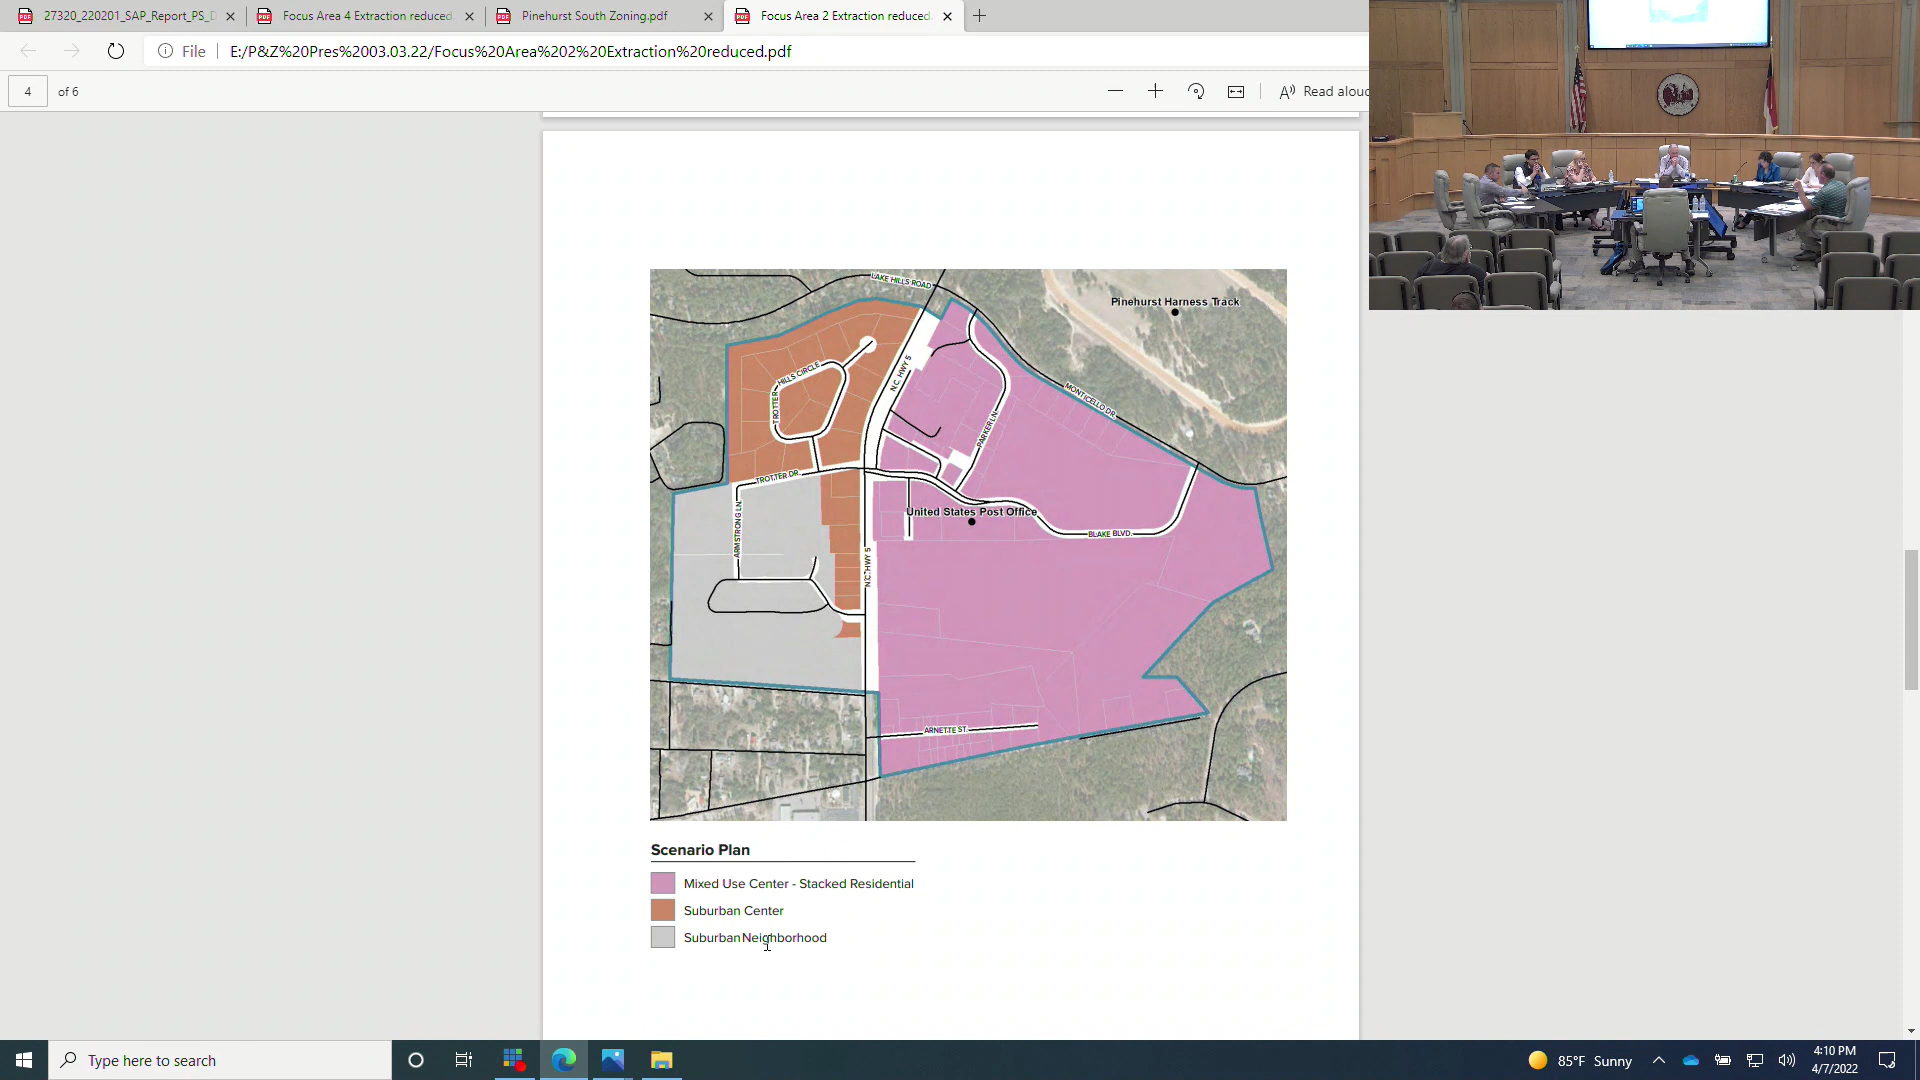 27320_220201_SAP_Report_PS_D
Focus Area 4 Extraction reduced.
Pinehurst South Zoning.pdf
Focus Area 2 Extraction reduced.
File
E:/P&Z%20Pres%2003.03.22/Focus%20Area%202%20Extraction%20reduced.pdf
4
of 6
Read aloud
LAKE HILLS ROAD
Pinehurst Harness Track
N.C. HWY 5
HILLS CIRCLE
TROTTER
MONTICELLO DR.
PARKER LN.
TROTTER DR.
United States Post Office
ARMSTRONG LN.
BLAKE BLVD.
N.C. HWY 5
ARNETTE ST.
Scenario Plan
Mixed Use Center - Stacked Residential
Suburban Center
Suburban Neighborhood
Type here to search
85°F Sunny
4:10 PM
4/7/2022